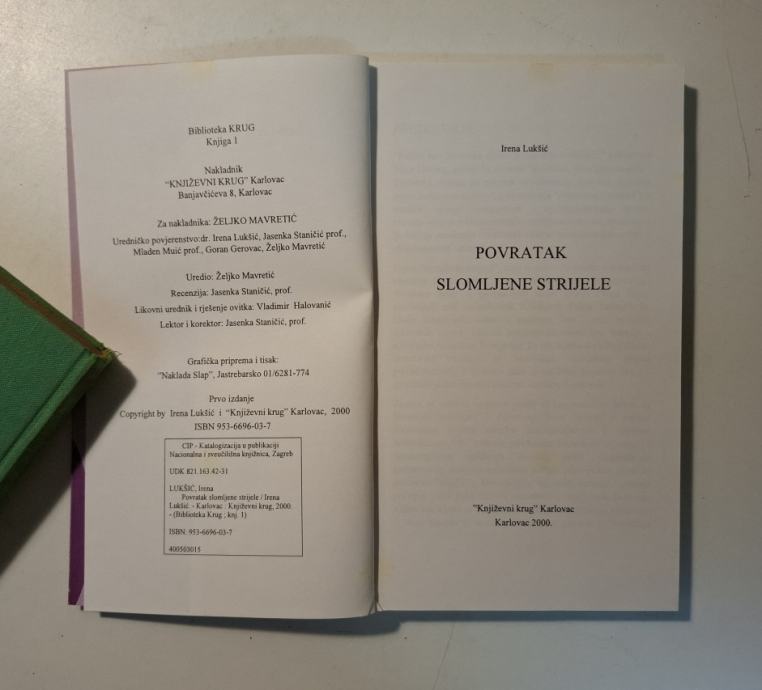 Biblioteka KRUG
Knjiga 1
Nakladnik
"KNJIŽEVNI KRUG" Karlovac
Banjavčićeva 8, Karlovac
Za nakladnika: ŽELJKO MAVRETIĆ
Uredničko povjerenstvo:dr. Irena Lukšić, Jasenka Staničić prof.,
Mladen Muić prof., Goran Gerovac, Željko Mavretić
Uredio: Željko Mavretić
Recenzija: Jasenka Staničić, prof.
Likovni urednik i rješenje ovitka: Vladimir Halovanić
Lektor i korektor: Jasenka Staničić, prof.
Grafička priprema i tisak:
"Naklada Slap", Jastrebarsko 01/6281-774
Prvo izdanje
Copyright by Irena Lukšić i "Književni krug" Karlovac, 2000
ISBN 953-6696-03-7
CIP - Katalogizacija u publikaciji
Nacionalna i sveučilišna knjižnica, Zagreb
UDK 821.163.42-31
LUKŠIĆ, Irena
Povratak slomljene strijele / Irena
Lukšić. - Karlovac : Književni krug, 2000.
- (Biblioteka Krug ; knj. 1)
ISBN 953-6696-03-7
400503015
Irena Lukšić
POVRATAK
SLOMLJENE STRIJELE
"Književni krug" Karlovac
Karlovac 2000.